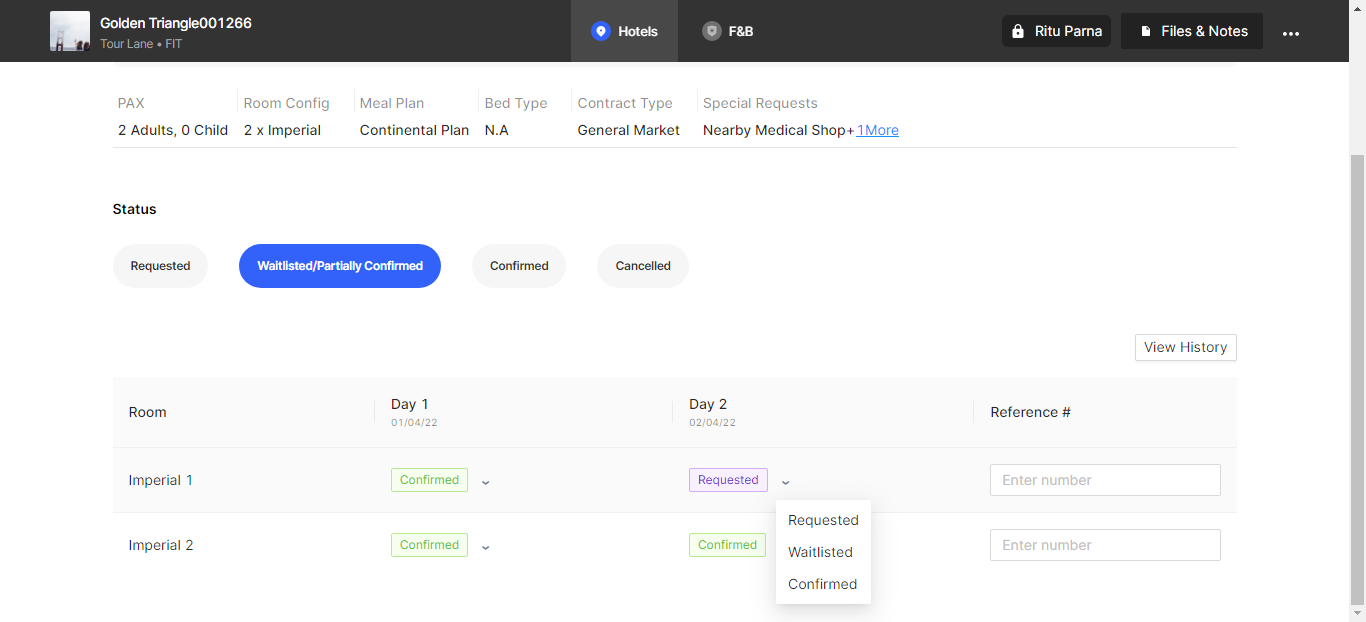 Golden Triangle001266
Tour Lane • FIT
Hotels
F&B
Ritu Parna
Files & Notes
PAX Room Config Meal Plan Bed Type Contract Type Special Requests
2 Adults, 0 Child 2 x Imperial Continental Plan N.A General Market Nearby Medical Shop+ 1More
Status
Requested Waitlisted/Partially Confirmed Confirmed Cancelled
View History
Room Day 1 Day 2 Reference #
01/04/22 02/04/22
Imperial 1 Confirmed Requested Enter number
Requested
Imperial 2 Confirmed Confirmed Enter number
Waitlisted
Confirmed